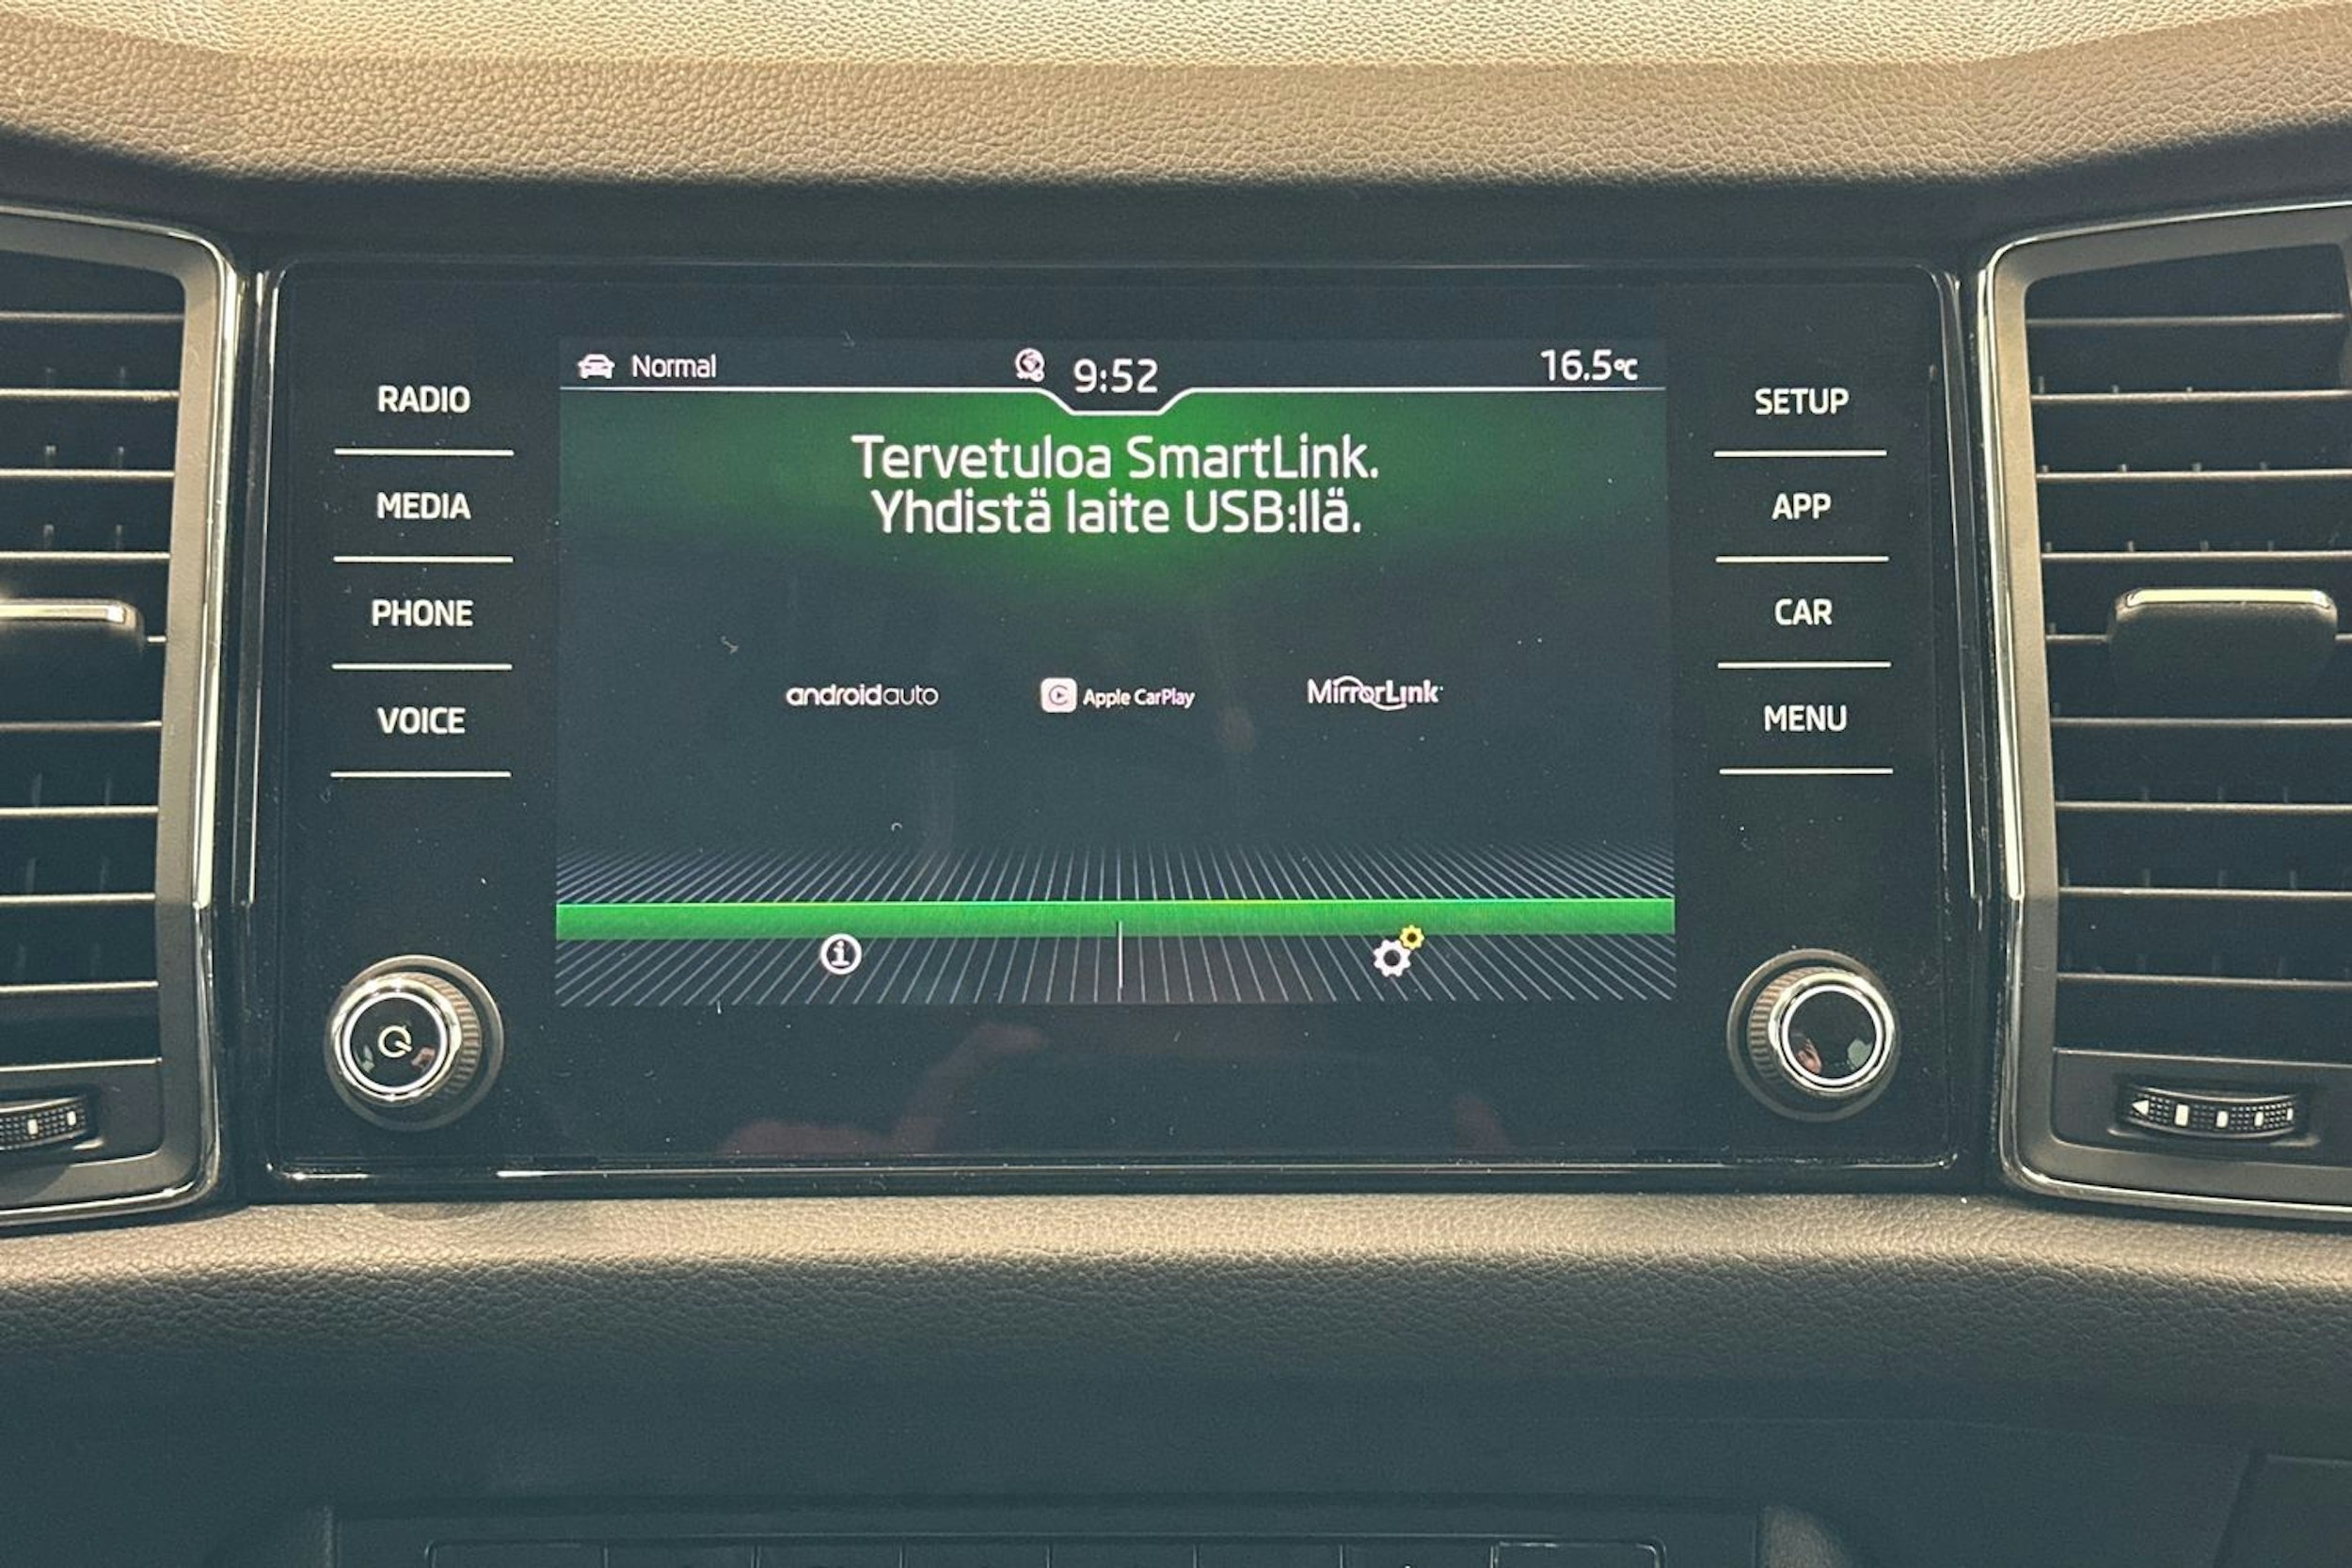 Normal
9:52
16.5°C
Tervetuloa SmartLink.
Yhdistä laite USB:llä.
androidauto
Apple CarPlay
MirrorLink
RADIO
MEDIA
PHONE
VOICE
SETUP
APP
CAR
MENU